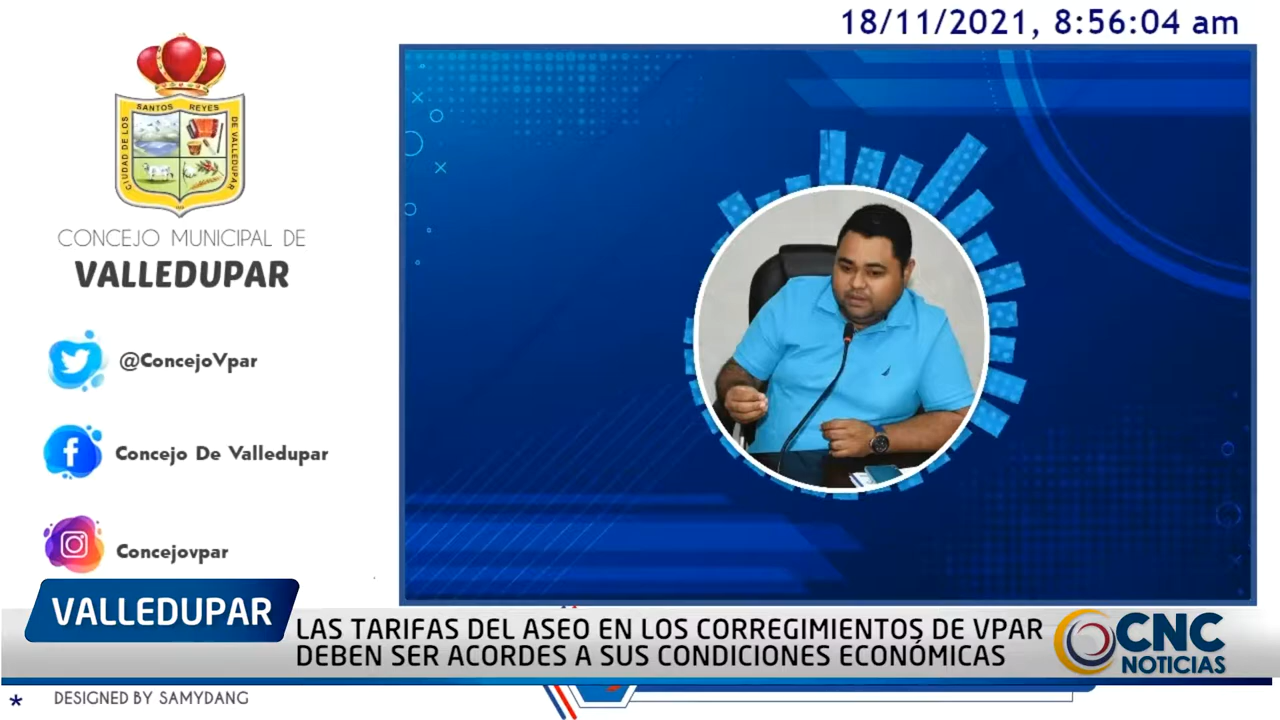 18/11/2021, 8:56:04 am
SANTOS REYES
CIUDAD DE LOS
DE VALLEDUPAR
CONCEJO MUNICIPAL DE
VALLEDUPAR
@ConcejoVpar
Concejo De Valledupar
Concejovpar
VALLEDUPAR
LAS TARIFAS DEL ASEO EN LOS CORREGIMIENTOS DE VPAR
DEBEN SER ACORDES A SUS CONDICIONES ECONÓMICAS
CNC
NOTICIAS
* DESIGNED BY SAMYDANG